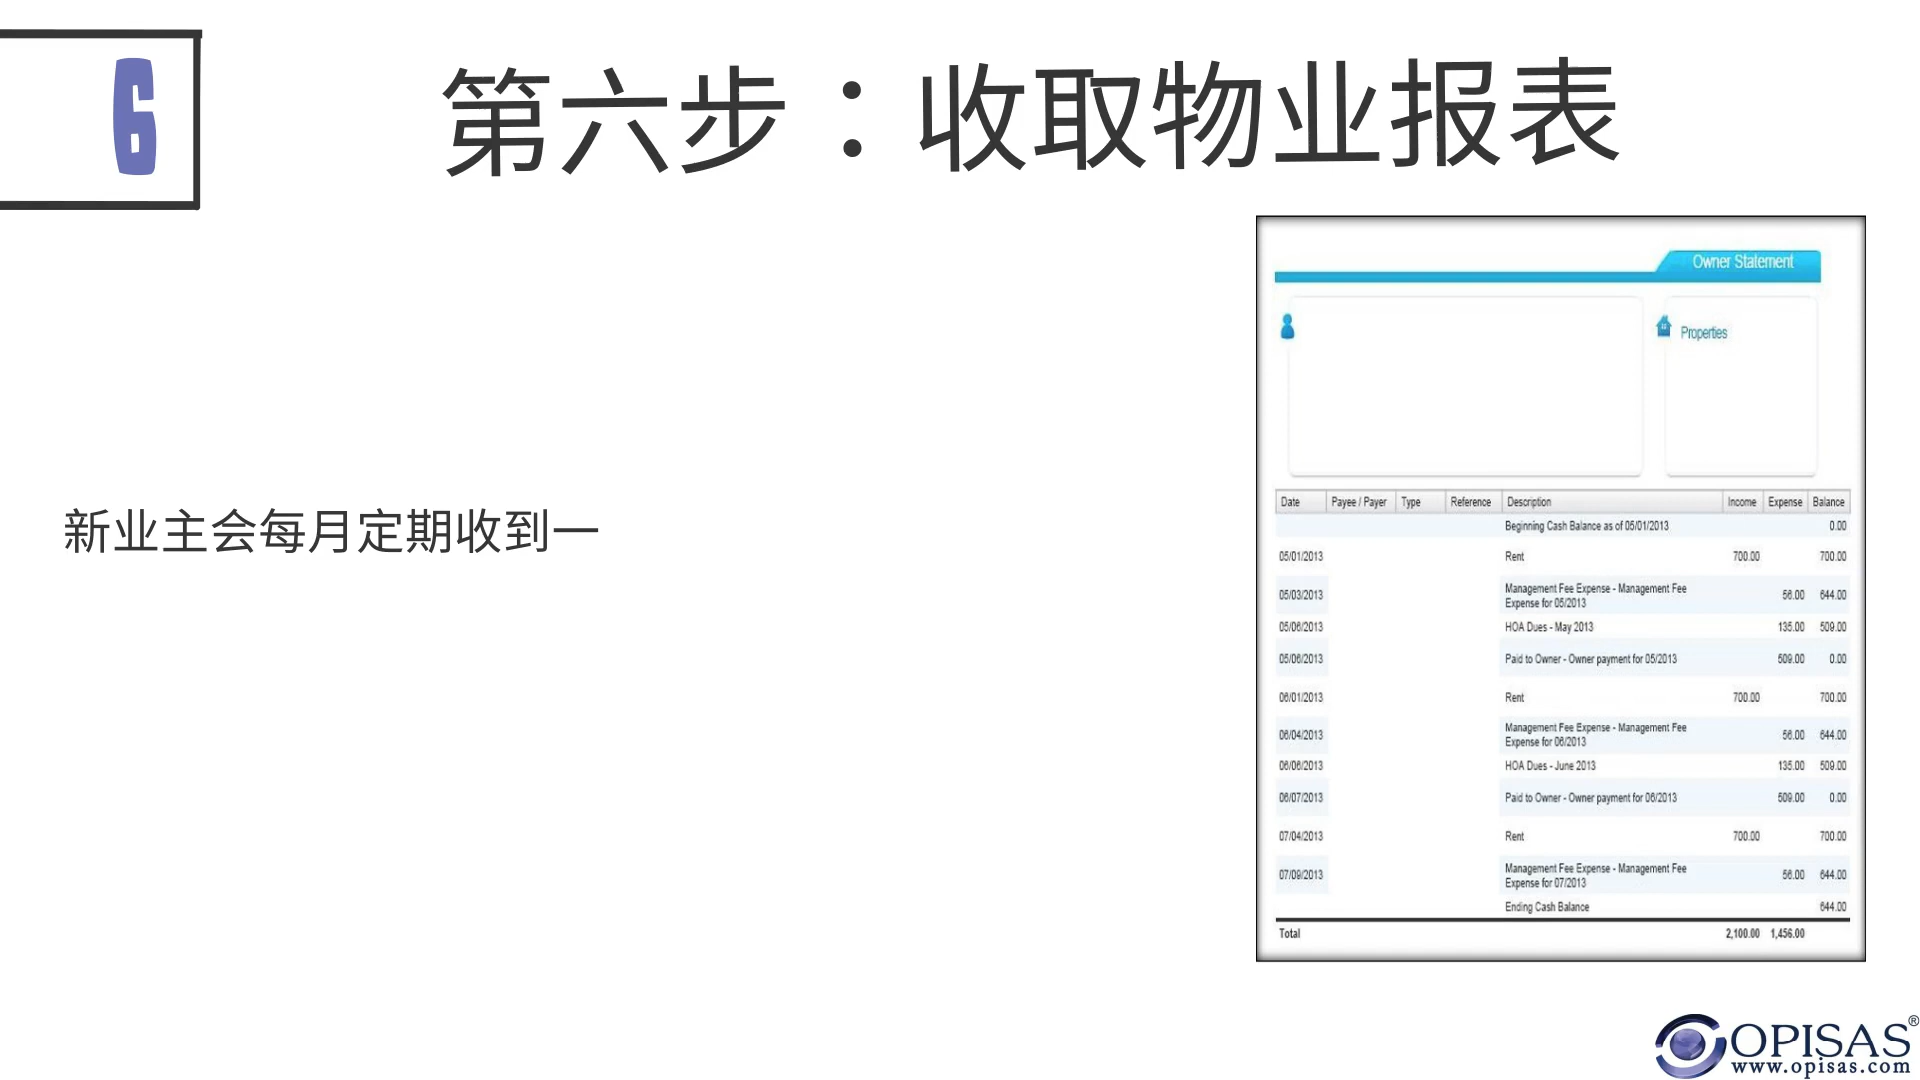 6
第六步：收取物业报表
新业主会每月定期收到一
Owner Statement
Properties
Date Payee / Payer Type Reference Description Income Expense Balance
Beginning Cash Balance as of 05/01/2013 0.00
05/01/2013 Rent 700.00 700.00
05/03/2013 Management Fee Expense - Management Fee 56.00 644.00
Expense for 05/2013
05/06/2013 HOA Dues - May 2013 135.00 509.00
05/06/2013 Paid to Owner - Owner payment for 05/2013 509.00 0.00
06/01/2013 Rent 700.00 700.00
06/04/2013 Management Fee Expense - Management Fee 56.00 644.00
Expense for 06/2013
06/06/2013 HOA Dues - June 2013 135.00 509.00
06/07/2013 Paid to Owner - Owner payment for 06/2013 509.00 0.00
07/04/2013 Rent 700.00 700.00
07/09/2013 Management Fee Expense - Management Fee 56.00 644.00
Expense for 07/2013
Ending Cash Balance 644.00
Total 2,100.00 1,456.00
OPISAS®
www.opisas.com